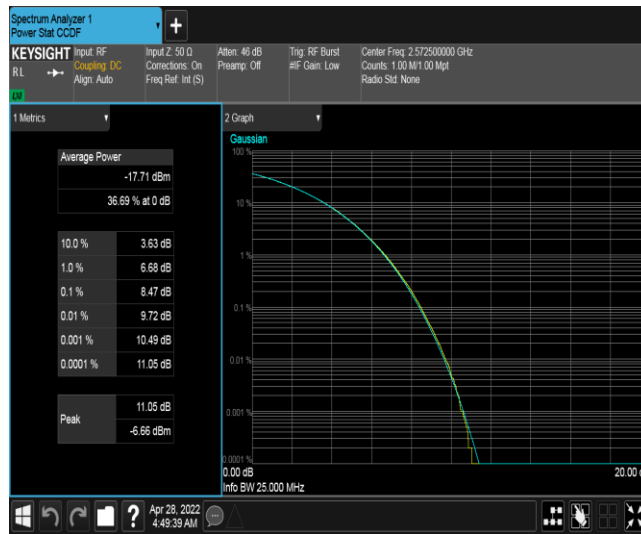 Spectrum Analyzer 1
Power Stat CCDF
KEYSIGHT
RL
Input: RF
Coupling: DC
Align: Auto
Input Z: 50 Ω
Corrections: On
Freq Ref: Int (S)
Atten: 46 dB
Preamp: Off
Trig: RF Burst
#IF Gain: Low
Center Freq: 2.572500000 GHz
Counts: 1.00 M/1.00 Mpt
Radio Std: None
1 Metrics
Average Power
-17.71 dBm
36.69 % at 0 dB
10.0 % 3.63 dB
1.0 % 6.68 dB
0.1 % 8.47 dB
0.01 % 9.72 dB
0.001 % 10.49 dB
0.0001 % 11.05 dB
Peak
11.05 dB
-6.66 dBm
2 Graph
Gaussian
100 %
10 %
1 %
0.1 %
0.01 %
0.001 %
0.0001 %
0.00 dB
20.00
Info BW 25.000 MHz
?
Apr 28, 2022
4:49:39 AM